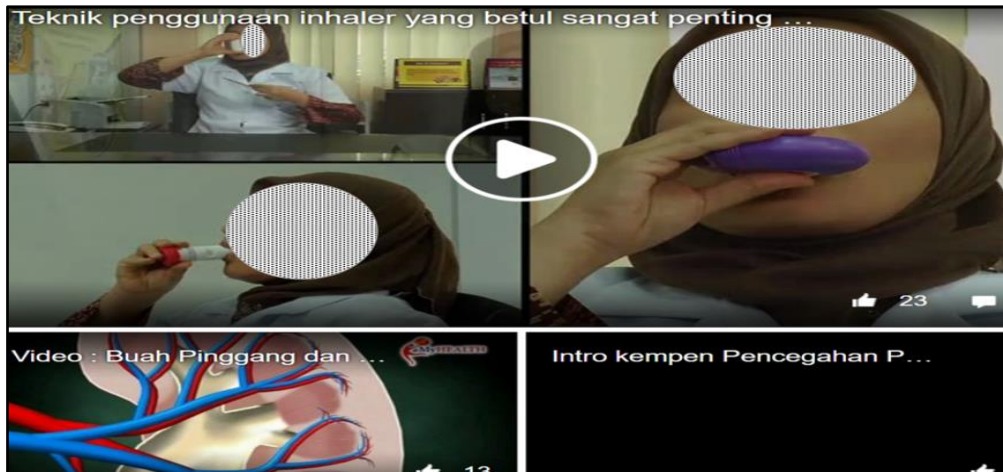 Teknik penggunaan inhaler yang betul sangat penting ...
23
Video : Buah Pinggang dan ...
MyHEALTH
Intro kempen Pencegahan P...
13